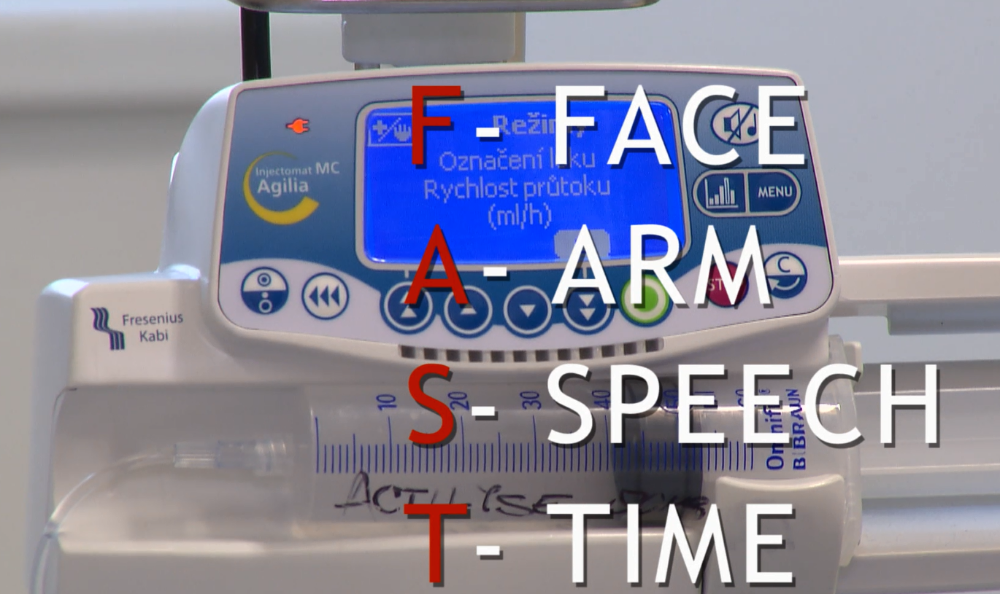 F - FACE
A - ARM
S - SPEECH
T - TIME
Injectomat MC
Agilia
Označení léku
Rychlost průtoku
(ml/h)
MENU
C
Fresenius
Kabi
10
20
30
40
B|BRAUN
ACTILYSE